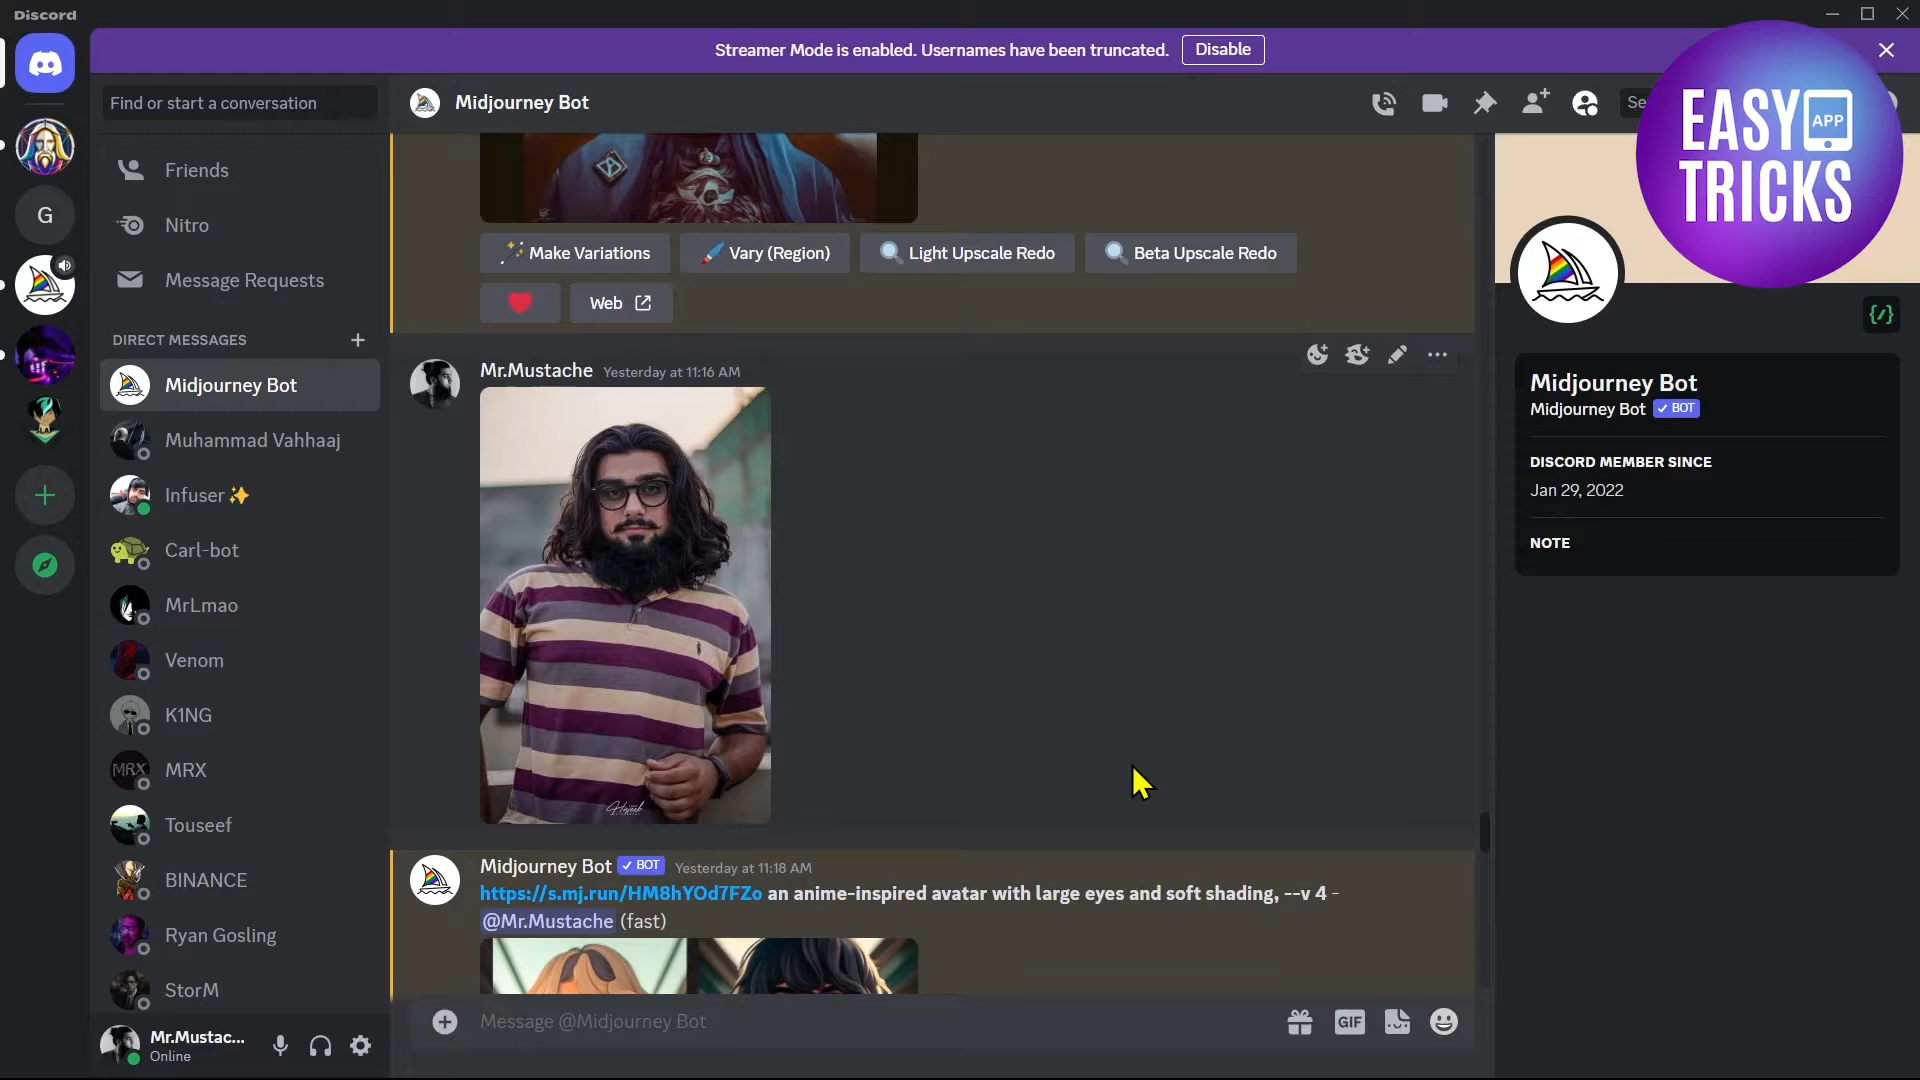 Discord
Streamer Mode is enabled. Usernames have been truncated.
Disable
EASY
APP
TRICKS
Find or start a conversation
Midjourney Bot
Se
G
Friends
Nitro
Message Requests
DIRECT MESSAGES
Midjourney Bot
Muhammad Vahhaaj
Infuser✨
Carl-bot
MrLmao
Venom
K1NG
MRX
MRX
Touseef
BINANCE
Ryan Gosling
StorM
Mr.Mustac...
Online
Make Variations
Vary (Region)
Light Upscale Redo
Beta Upscale Redo
Web
Mr.Mustache Yesterday at 11:16 AM
Midjourney Bot ✓ BOT Yesterday at 11:18 AM
https://s.mj.run/HM8hYOd7FZo an anime-inspired avatar with large eyes and soft shading, --v 4 -
@Mr.Mustache (fast)
Message @Midjourney Bot
GIF
Midjourney Bot
Midjourney Bot ✓ BOT
DISCORD MEMBER SINCE
Jan 29, 2022
NOTE